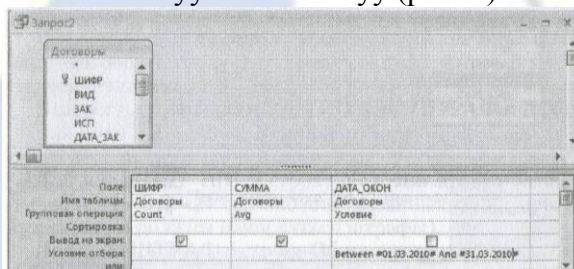 Запрос2
Договоры
*
ШИФР
ВИД
ЗАК
ИСП
ДАТА_ЗАК
Поле: ШИФР СУММА ДАТА_ОКОН
Имя таблицы: Договоры Договоры Договоры
Групповая операция: Count Avg Условие
Сортировка:
Вывод на экран:
Условие отбора: Between #01.03.2010# And #31.03.2010#
или: